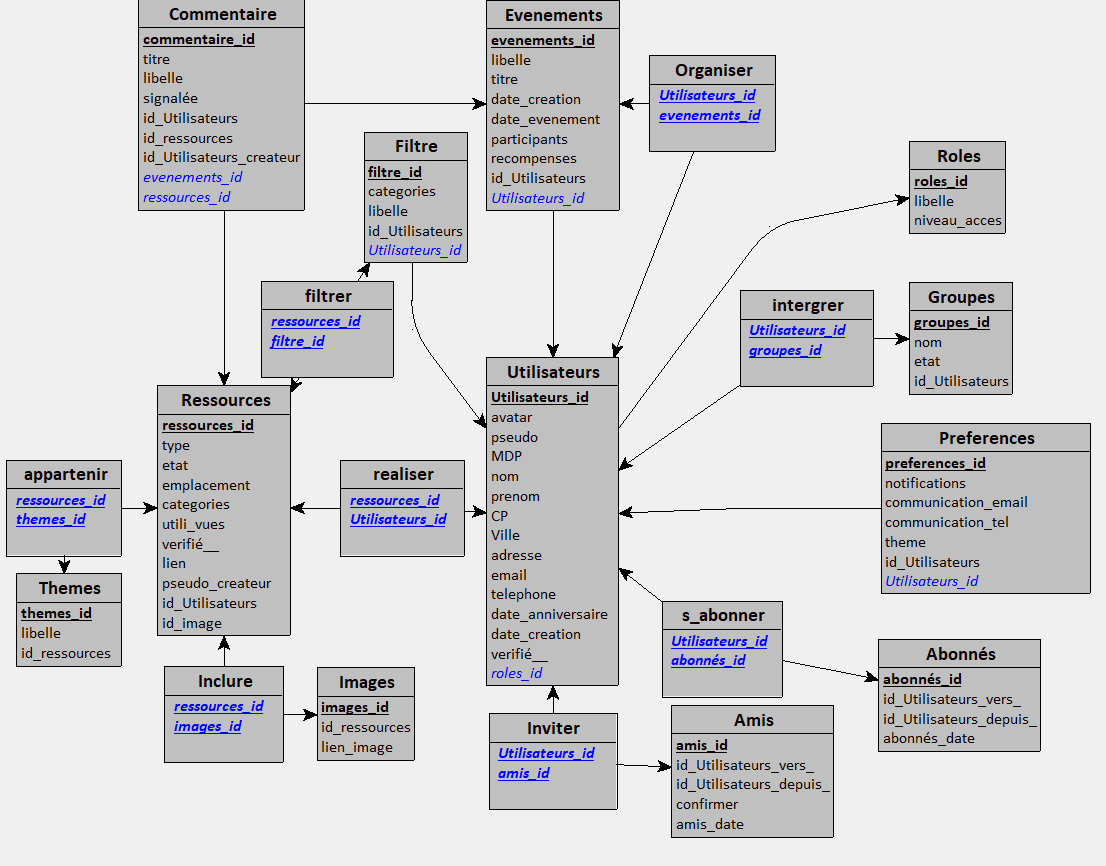 Commentaire
commentaire_id
titre
libelle
signalée
id_Utilisateurs
id_ressources
id_Utilisateurs_createur
evenements_id
ressources_id
Evenements
evenements_id
libelle
titre
date_creation
date_evenement
participants
recompenses
id_Utilisateurs
Utilisateurs_id
Organiser
Utilisateurs_id
evenements_id
Filtre
filtre_id
categories
libelle
id_Utilisateurs
Utilisateurs_id
Roles
roles_id
libelle
niveau_acces
filtrer
ressources_id
filtre_id
intergrer
Utilisateurs_id
groupes_id
Groupes
groupes_id
nom
etat
id_Utilisateurs
Ressources
ressources_id
type
etat
emplacement
categories
utili_vues
verifié__
lien
pseudo_createur
id_Utilisateurs
id_image
Utilisateurs
Utilisateurs_id
avatar
pseudo
MDP
nom
prenom
CP
Ville
adresse
email
telephone
date_anniversaire
date_creation
verifié__
roles_id
Preferences
preferences_id
notifications
communication_email
communication_tel
theme
id_Utilisateurs
Utilisateurs_id
appartenir
ressources_id
themes_id
realiser
ressources_id
Utilisateurs_id
Themes
themes_id
libelle
id_ressources
s_abonner
Utilisateurs_id
abonnés_id
Abonnés
abonnés_id
id_Utilisateurs_vers_
id_Utilisateurs_depuis_
abonnés_date
Inclure
ressources_id
images_id
Images
images_id
id_ressources
lien_image
Inviter
Utilisateurs_id
amis_id
Amis
amis_id
id_Utilisateurs_vers_
id_Utilisateurs_depuis_
confirmer
amis_date